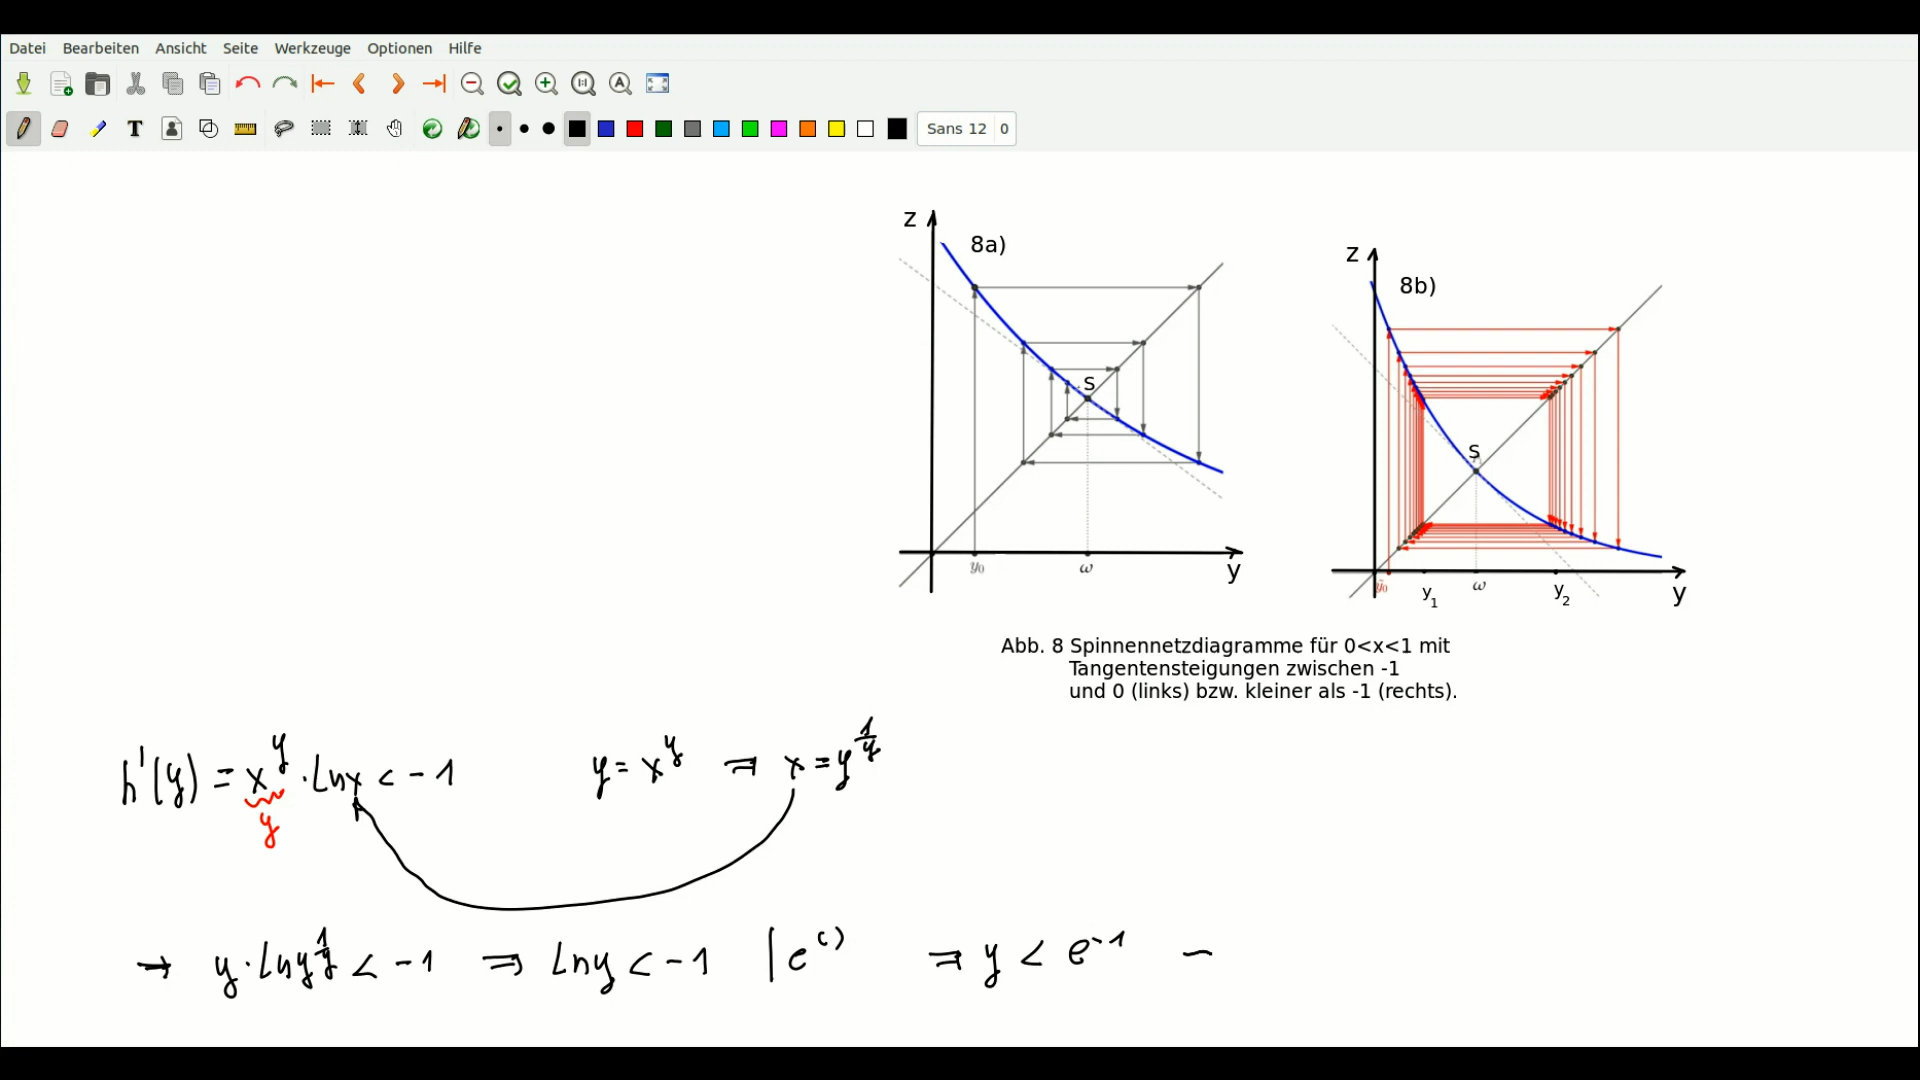 Datei Bearbeiten Ansicht Seite Werkzeuge Optionen Hilfe
T Sans 12 0
z 8a)
S
y₀ ω y
z 8b)
S
ỹ₀ y₁ ω y₂ y
Abb. 8 Spinnennetzdiagramme für 0<x<1 mit
Tangentensteigungen zwischen -1
und 0 (links) bzw. kleiner als -1 (rechts).
h'(y) = x^y · ln x < -1 y = x^y ⇒ x = y^(1/y)
y
→ y · ln y^(1/y) < -1 ⇒ ln y < -1 | e^( ) ⇒ y < e^-1